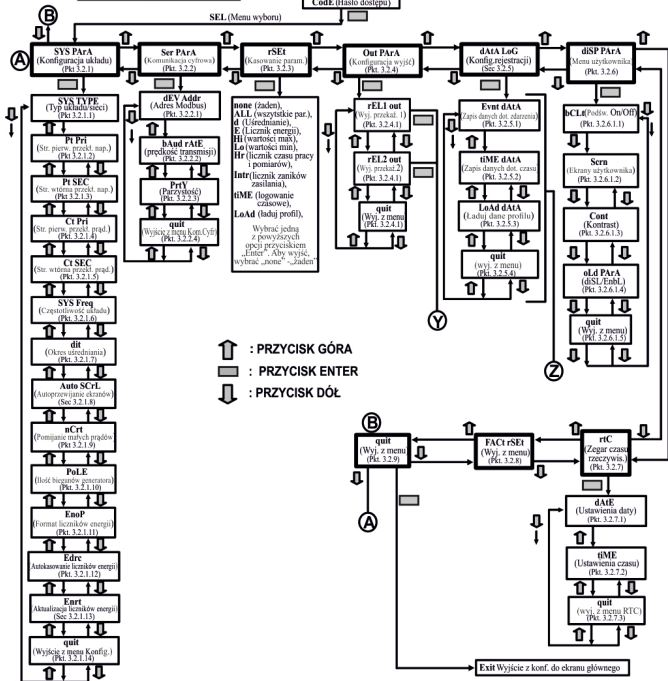 CodE (Hasło dostępu)
SEL (Menu wyboru)
B
A
SYS PArA
(Konfiguracja układu)
(Pkt 3.2.1)
Ser PArA
(Komunikacja cyfrowa)
(Pkt 3.2.2)
rSEt
(Kasowanie param.)
(Pkt 3.2.3)
Out PArA
(Konfiguracja wyjść)
(Pkt 3.2.4)
dAtA LoG
(Konfig.rejestracji)
(Sec 3.2.5)
diSP PArA
(Menu użytkownika)
(Pkt 3.2.6)
SYS TYPE
(Typ układu/sieci)
(Pkt 3.2.1.1)
Pt Pri
(Str. pierw. przekł. nap.)
(Pkt 3.2.1.2)
Pt SEC
(Str. wtórna przekł. nap.)
(Pkt 3.2.1.3)
Ct Pri
(Str. pierw. przekł. prąd.)
(Pkt 3.2.1.4)
Ct SEC
(Str. wtórna przekł. prąd.)
(Pkt 3.2.1.5)
SYS Freq
(Częstotliwość układu)
(Pkt 3.2.1.6)
dit
(Okres uśredniania)
(Pkt 3.2.1.7)
Auto SCrL
(Autoprzewijanie ekranów)
(Sec 3.2.1.8)
nCrt
(Pomijanie małych prądów)
(Pkt 3.2.1.9)
PoLE
(Ilość biegunów generatora)
(Pkt. 3.2.1.10)
EnoP
(Format liczników energii)
(Pkt. 3.2.1.11)
Edrc
Autokasowanie liczników energii)
(Pkt. 3.2.1.12)
Enrt
(Aktualizacja liczników energii)
(Sec 3.2.1.13)
quit
(Wyjście z menu Konfig.)
(Pkt. 3.2.1.14)
dEV Addr
(Adres Modbus)
(Pkt 3.2.2.1)
bAud rAtE
(prędkość transmisji)
(Pkt 3.2.2.2)
PrtY
(Parzystość)
(Pkt 3.2.2.3)
quit
(Wyjście z menu Kom.Cyfr)
(Pkt 3.2.2.4)
none (żaden),
ALL (wszytstkie par.),
d (Uśrednianie),
E (Licznik energii),
Hi (wartości max),
Lo (wartości min),
Hr (licznik czasu pracy
i pomiarów),
Intr (licznik zaników
zasilania),
tiME (logowanie
czasowe),
LoAd (ładuj profil),
Wybrać jedną
z powyższych
opcji przyciskiem
„Enter”. Aby wyjść,
wybrać „none” -„żaden”
rEL1 out
(Wyj. przekaź. 1)
(Pkt 3.2.4.1)
rEL2 out
(Wyj. przekaź.2)
(Pkt 3.2.4.1)
quit
(Wyj. z menu)
(Pkt 3.2.4.1)
Y
Evnt dAtA
(Zapis danych dot. zdarzenia)
(Pkt. 3.2.5.1)
tiME dAtA
(Zapis danych dot. czasu)
(Pkt. 3.2.5.2)
LoAd dAtA
(Ładuj dane profilu)
(Pkt. 3.2.5.3)
quit
(wyj. z menu)
(Pkt. 3.2.5.4)
Z
bCLt (Podśw. On/Off)
(Pkt. 3.2.6.1.1)
Scrn
(Ekrany użytkownika)
(Pkt. 3.2.6.1.2)
Cont
(Kontrast)
(Pkt. 3.2.6.1.3)
oLd PArA
(diSL/EnbL)
(Pkt. 3.2.6.1.4)
quit
(Wyj. z menu)
(Pkt. 3.2.6.1.5)
: PRZYCISK GÓRA
: PRZYCISK ENTER
: PRZYCISK DÓŁ
B
quit
(Wyj. z menu)
(Pkt. 3.2.9)
FACt rSEt
(Wyj. z menu)
(Pkt. 3.2.8)
rtC
(Zegar czasu
rzeczywis.)
(Pkt. 3.2.7)
A
dAtE
(Ustawienia daty)
(Pkt. 3.2.7.1)
tiME
(Ustawienia czasu)
(Pkt. 3.2.7.2)
quit
(wyj. z menu RTC)
(Pkt. 3.2.7.3)
Exit Wyjście z konf. do ekranu głównego